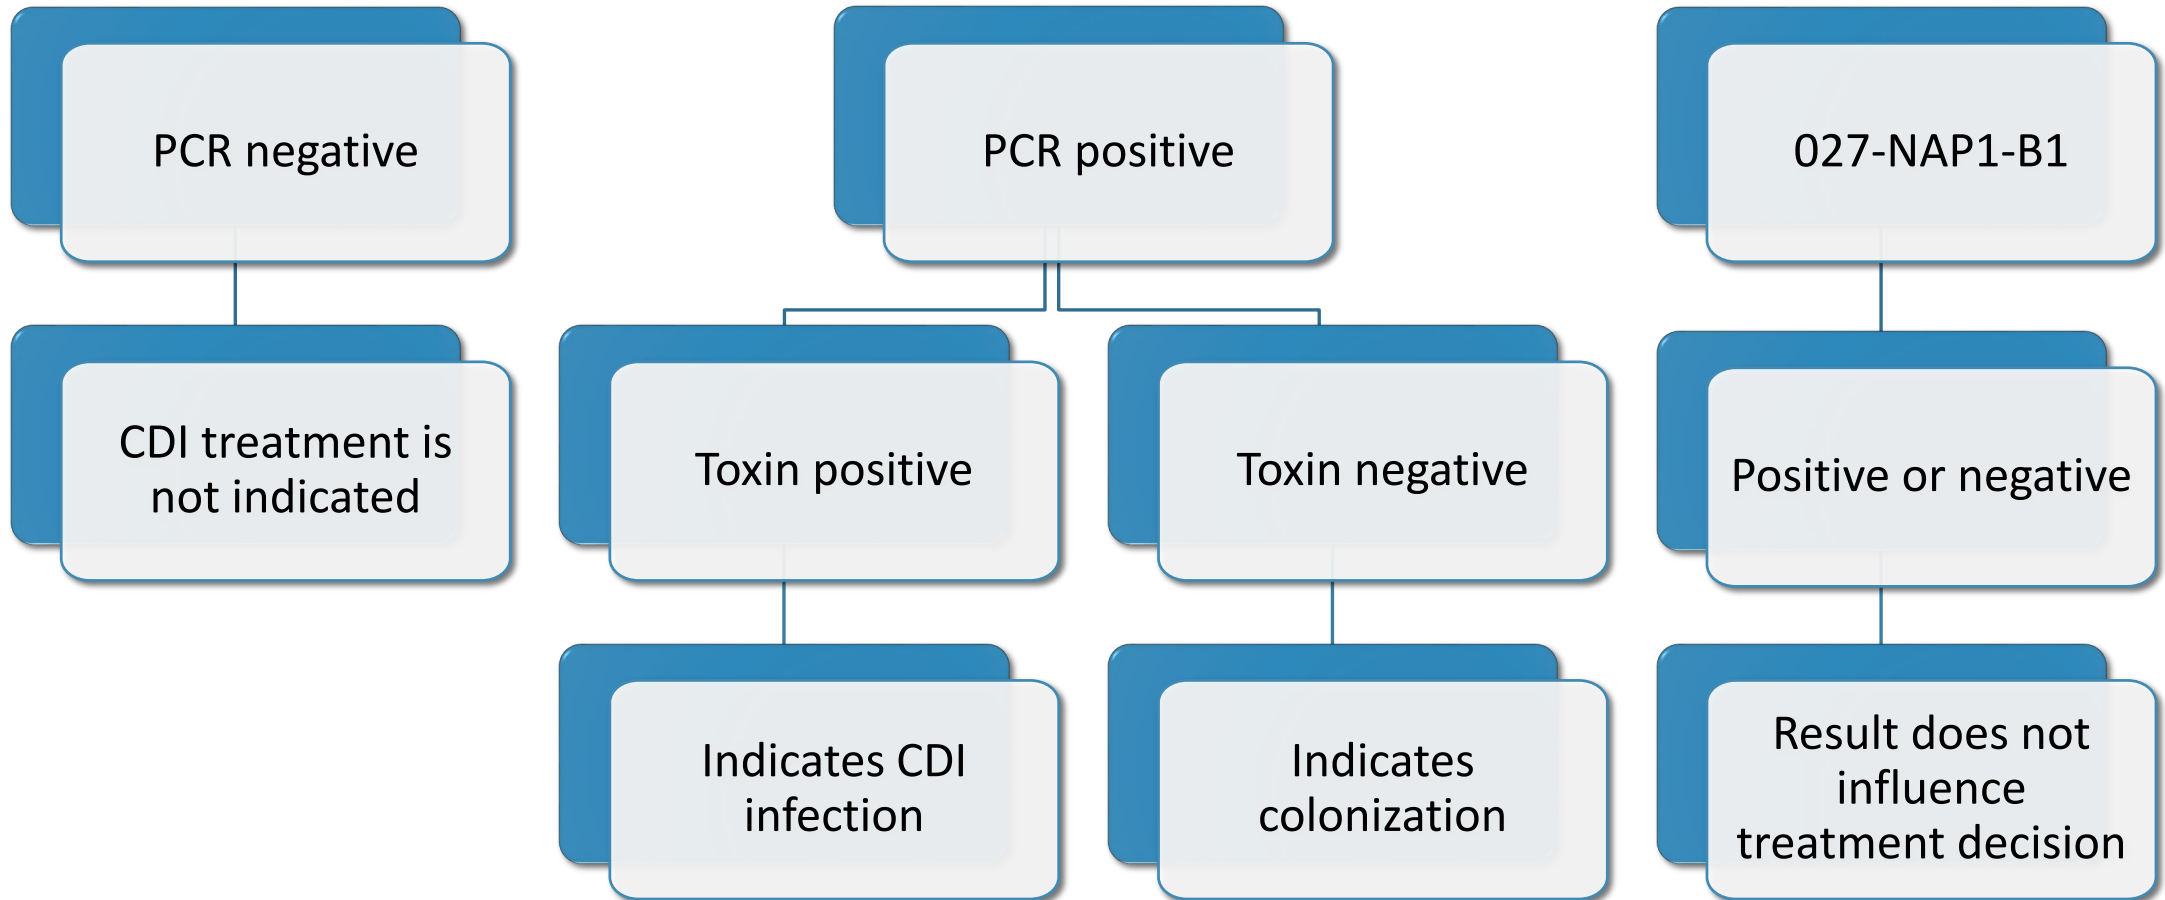 PCR negative
PCR positive
027-NAP1-B1
CDI treatment is
not indicated
Toxin positive
Toxin negative
Positive or negative
Indicates CDI
infection
Indicates
colonization
Result does not
influence
treatment decision